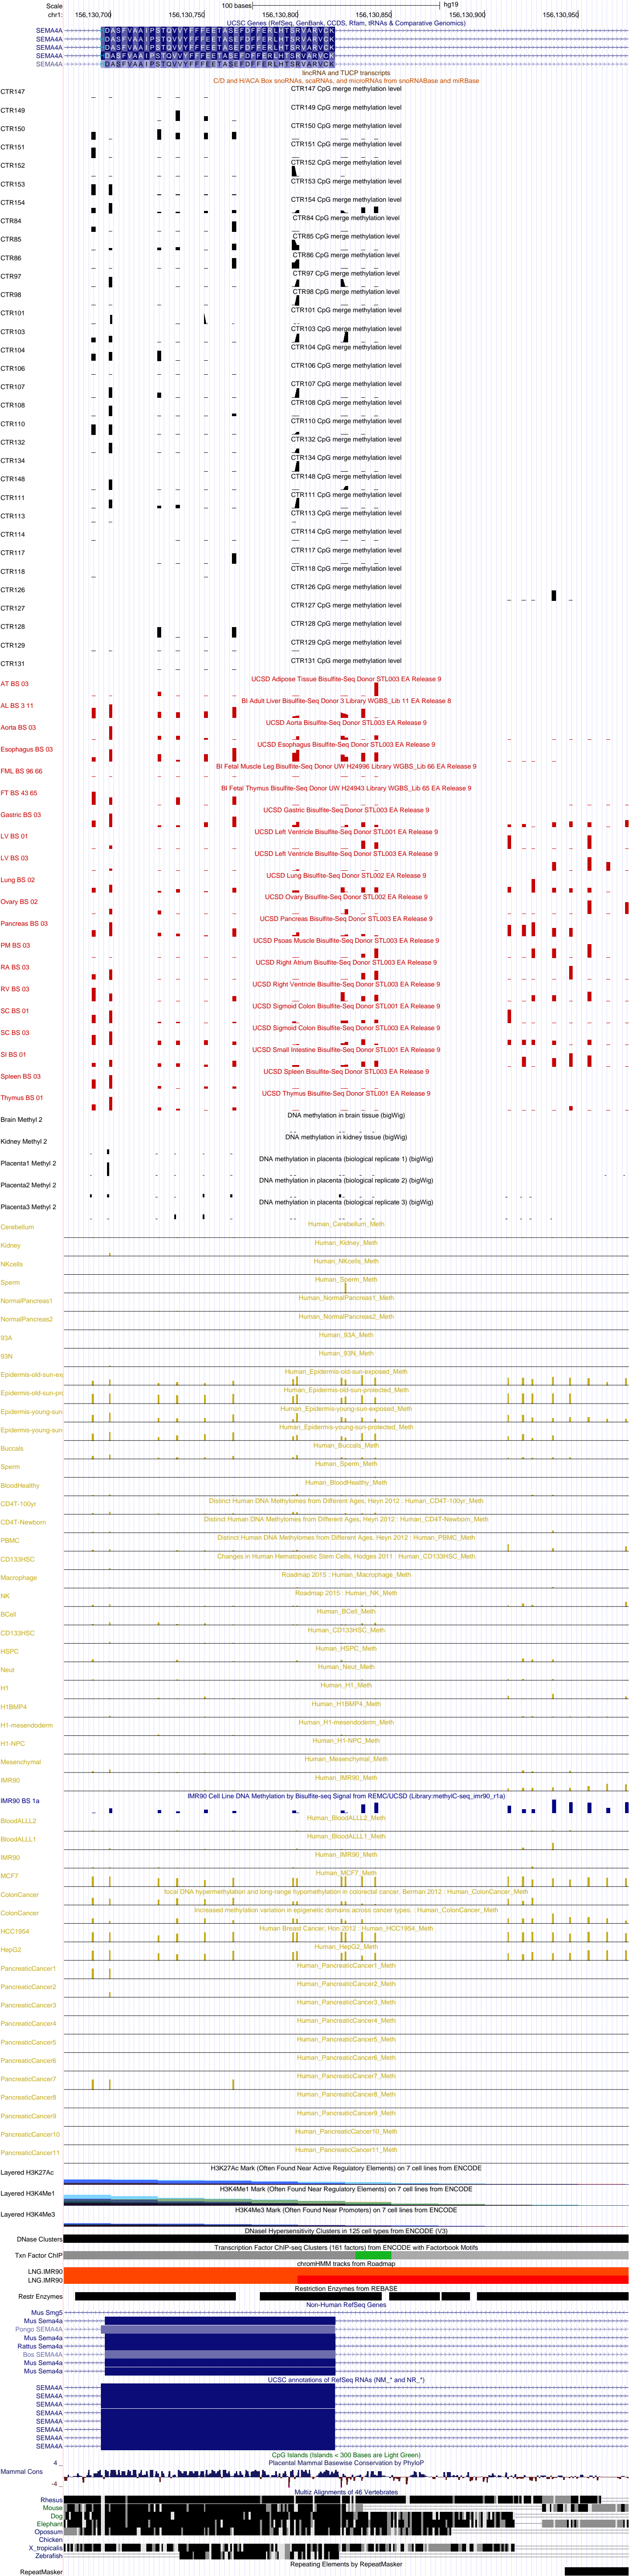 Scale 100 bases hg19
chr1: 156,130,700 156,130,750 156,130,800 156,130,850 156,130,900 156,130,950
UCSC Genes (RefSeq, GenBank, CCDS, Rfam, tRNAs & Comparative Genomics)
SEMA4A
SEMA4A
SEMA4A
SEMA4A
SEMA4A
lincRNA and TUCP transcripts
C/D and H/ACA Box snoRNAs, scaRNAs, and microRNAs from snoRNABase and miRBase
CTR147 CTR147 CpG merge methylation level
CTR149 CTR149 CpG merge methylation level
CTR150 CTR150 CpG merge methylation level
CTR151 CTR151 CpG merge methylation level
CTR152 CTR152 CpG merge methylation level
CTR153 CTR153 CpG merge methylation level
CTR154 CTR154 CpG merge methylation level
CTR84 CTR84 CpG merge methylation level
CTR85 CTR85 CpG merge methylation level
CTR86 CTR86 CpG merge methylation level
CTR97 CTR97 CpG merge methylation level
CTR98 CTR98 CpG merge methylation level
CTR101 CTR101 CpG merge methylation level
CTR103 CTR103 CpG merge methylation level
CTR104 CTR104 CpG merge methylation level
CTR106 CTR106 CpG merge methylation level
CTR107 CTR107 CpG merge methylation level
CTR108 CTR108 CpG merge methylation level
CTR110 CTR110 CpG merge methylation level
CTR132 CTR132 CpG merge methylation level
CTR134 CTR134 CpG merge methylation level
CTR148 CTR148 CpG merge methylation level
CTR111 CTR111 CpG merge methylation level
CTR113 CTR113 CpG merge methylation level
CTR114 CTR114 CpG merge methylation level
CTR117 CTR117 CpG merge methylation level
CTR118 CTR118 CpG merge methylation level
CTR126 CTR126 CpG merge methylation level
CTR127 CTR127 CpG merge methylation level
CTR128 CTR128 CpG merge methylation level
CTR129 CTR129 CpG merge methylation level
CTR131 CTR131 CpG merge methylation level
AT BS 03 UCSD Adipose Tissue Bisulfite-Seq Donor STL003 EA Release 9
AL BS 3 11 BI Adult Liver Bisulfite-Seq Donor 3 Library WGBS_Lib 11 EA Release 8
Aorta BS 03 UCSD Aorta Bisulfite-Seq Donor STL003 EA Release 9
Esophagus BS 03 UCSD Esophagus Bisulfite-Seq Donor STL003 EA Release 9
FML BS 96 66 BI Fetal Muscle Leg Bisulfite-Seq Donor UW H24996 Library WGBS_Lib 66 EA Release 9
FT BS 43 65 BI Fetal Thymus Bisulfite-Seq Donor UW H24943 Library WGBS_Lib 65 EA Release 9
Gastric BS 03 UCSD Gastric Bisulfite-Seq Donor STL003 EA Release 9
LV BS 01 UCSD Left Ventricle Bisulfite-Seq Donor STL001 EA Release 9
LV BS 03 UCSD Left Ventricle Bisulfite-Seq Donor STL003 EA Release 9
Lung BS 02 UCSD Lung Bisulfite-Seq Donor STL002 EA Release 9
Ovary BS 02 UCSD Ovary Bisulfite-Seq Donor STL002 EA Release 9
Pancreas BS 03 UCSD Pancreas Bisulfite-Seq Donor STL003 EA Release 9
PM BS 03 UCSD Psoas Muscle Bisulfite-Seq Donor STL003 EA Release 9
RA BS 03 UCSD Right Atrium Bisulfite-Seq Donor STL003 EA Release 9
RV BS 03 UCSD Right Ventricle Bisulfite-Seq Donor STL003 EA Release 9
SC BS 01 UCSD Sigmoid Colon Bisulfite-Seq Donor STL001 EA Release 9
SC BS 03 UCSD Sigmoid Colon Bisulfite-Seq Donor STL003 EA Release 9
SI BS 01 UCSD Small Intestine Bisulfite-Seq Donor STL001 EA Release 9
Spleen BS 03 UCSD Spleen Bisulfite-Seq Donor STL003 EA Release 9
Thymus BS 01 UCSD Thymus Bisulfite-Seq Donor STL001 EA Release 9
Brain Methyl 2 DNA methylation in brain tissue (bigWig)
Kidney Methyl 2 DNA methylation in kidney tissue (bigWig)
Placenta1 Methyl 2 DNA methylation in placenta (biological replicate 1) (bigWig)
Placenta2 Methyl 2 DNA methylation in placenta (biological replicate 2) (bigWig)
Placenta3 Methyl 2 DNA methylation in placenta (biological replicate 3) (bigWig)
Cerebellum Human_Cerebellum_Meth
Kidney Human_Kidney_Meth
NKcells Human_NKcells_Meth
Sperm Human_Sperm_Meth
NormalPancreas1 Human_NormalPancreas1_Meth
NormalPancreas2 Human_NormalPancreas2_Meth
93A Human_93A_Meth
93N Human_93N_Meth
Epidermis-old-sun-ex Human_Epidermis-old-sun-exposed_Meth
Epidermis-old-sun-pro Human_Epidermis-old-sun-protected_Meth
Epidermis-young-sun Human_Epidermis-young-sun-exposed_Meth
Epidermis-young-sun Human_Epidermis-young-sun-protected_Meth
Buccals Human_Buccals_Meth
Sperm Human_Sperm_Meth
BloodHealthy Human_BloodHealthy_Meth
CD4T-100yr Distinct Human DNA Methylomes from Different Ages, Heyn 2012 : Human_CD4T-100yr_Meth
CD4T-Newborn Distinct Human DNA Methylomes from Different Ages, Heyn 2012 : Human_CD4T-Newborn_Meth
PBMC Distinct Human DNA Methylomes from Different Ages, Heyn 2012 : Human_PBMC_Meth
CD133HSC Changes in Human Hematopoietic Stem Cells, Hodges 2011 : Human_CD133HSC_Meth
Macrophage Roadmap 2015 : Human_Macrophage_Meth
NK Roadmap 2015 : Human_NK_Meth
BCell Human_BCell_Meth
CD133HSC Human_CD133HSC_Meth
HSPC Human_HSPC_Meth
Neut Human_Neut_Meth
H1 Human_H1_Meth
H1BMP4 Human_H1BMP4_Meth
H1-mesendoderm Human_H1-mesendoderm_Meth
H1-NPC Human_H1-NPC_Meth
Mesenchymal Human_Mesenchymal_Meth
IMR90 Human_IMR90_Meth
IMR90 BS 1a IMR90 Cell Line DNA Methylation by Bisulfite-seq Signal from REMC/UCSD (Library:methylC-seq_imr90_r1a)
BloodALLL2 Human_BloodALLL2_Meth
BloodALLL1 Human_BloodALLL1_Meth
IMR90 Human_IMR90_Meth
MCF7 Human_MCF7_Meth
ColonCancer focal DNA hypermethylation and long-range hypomethylation in colorectal cancer, Berman 2012 : Human_ColonCancer_Meth
ColonCancer Increased methylation variation in epigenetic domains across cancer types. : Human_ColonCancer_Meth
HCC1954 Human Breast Cancer, Hon 2012 : Human_HCC1954_Meth
HepG2 Human_HepG2_Meth
PancreaticCancer1 Human_PancreaticCancer1_Meth
PancreaticCancer2 Human_PancreaticCancer2_Meth
PancreaticCancer3 Human_PancreaticCancer3_Meth
PancreaticCancer4 Human_PancreaticCancer4_Meth
PancreaticCancer5 Human_PancreaticCancer5_Meth
PancreaticCancer6 Human_PancreaticCancer6_Meth
PancreaticCancer7 Human_PancreaticCancer7_Meth
PancreaticCancer8 Human_PancreaticCancer8_Meth
PancreaticCancer9 Human_PancreaticCancer9_Meth
PancreaticCancer10 Human_PancreaticCancer10_Meth
PancreaticCancer11 Human_PancreaticCancer11_Meth
H3K27Ac Mark (Often Found Near Active Regulatory Elements) on 7 cell lines from ENCODE
Layered H3K27Ac
H3K4Me1 Mark (Often Found Near Regulatory Elements) on 7 cell lines from ENCODE
Layered H3K4Me1
H3K4Me3 Mark (Often Found Near Promoters) on 7 cell lines from ENCODE
Layered H3K4Me3
DNaseI Hypersensitivity Clusters in 125 cell types from ENCODE (V3)
DNase Clusters
Transcription Factor ChIP-seq Clusters (161 factors) from ENCODE with Factorbook Motifs
Txn Factor ChIP
chromHMM tracks from Roadmap
LNG.IMR90
LNG.IMR90
Restriction Enzymes from REBASE
Restr Enzymes
Non-Human RefSeq Genes
Mus Smg5
Mus Sema4a
Pongo SEMA4A
Mus Sema4a
Rattus Sema4a
Bos SEMA4A
Mus Sema4a
Mus Sema4a
UCSC annotations of RefSeq RNAs (NM_* and NR_*)
SEMA4A
SEMA4A
SEMA4A
SEMA4A
SEMA4A
SEMA4A
SEMA4A
SEMA4A
CpG Islands (Islands < 300 Bases are Light Green)
Placental Mammal Basewise Conservation by PhyloP
4 _
Mammal Cons
-4 _
Multiz Alignments of 46 Vertebrates
Rhesus
Mouse
Dog
Elephant
Opossum
Chicken
X_tropicalis
Zebrafish
Repeating Elements by RepeatMasker
RepeatMasker